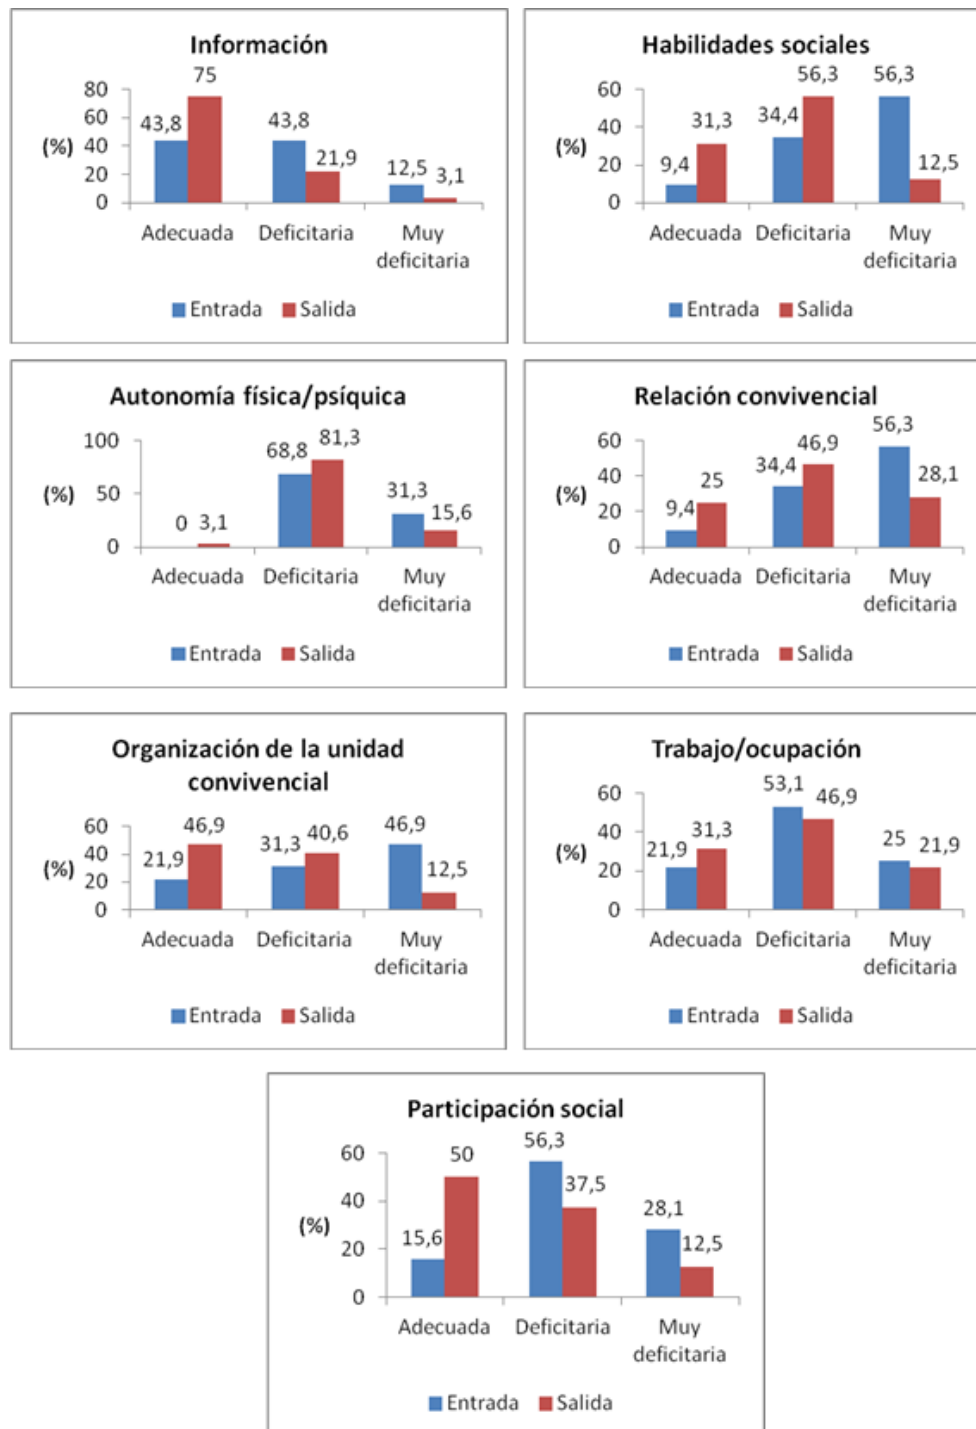 Información
80
60
40
20
0
(%)
43,8
75
43,8
21,9
12,5
3,1
Adecuada
Deficitaria
Muy
deficitaria
Entrada
Salida
Habilidades sociales
60
40
20
0
(%)
9,4
31,3
34,4
56,3
56,3
12,5
Adecuada
Deficitaria
Muy
deficitaria
Entrada
Salida
Autonomía física/psíquica
100
50
0
(%)
0
3,1
68,8
81,3
31,3
15,6
Adecuada
Deficitaria
Muy
deficitaria
Entrada
Salida
Relación convivencial
60
40
20
0
(%)
9,4
25
34,4
46,9
56,3
28,1
Adecuada
Deficitaria
Muy
deficitaria
Entrada
Salida
Organización de la unidad
convivencial
60
40
20
0
(%)
21,9
46,9
31,3
40,6
46,9
12,5
Adecuada
Deficitaria
Muy
deficitaria
Entrada
Salida
Trabajo/ocupación
60
40
20
0
(%)
21,9
31,3
53,1
46,9
25
21,9
Adecuada
Deficitaria
Muy
deficitaria
Entrada
Salida
Participación social
60
40
20
0
(%)
15,6
50
56,3
37,5
28,1
12,5
Adecuada
Deficitaria
Muy
deficitaria
Entrada
Salida